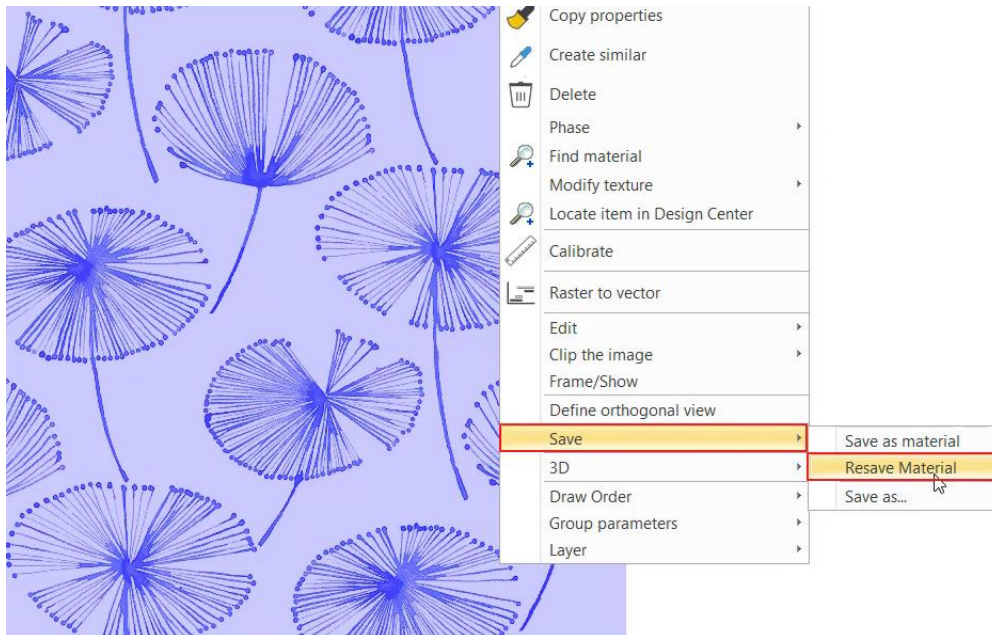 Copy properties
Create similar
Delete
Phase
Find material
Modify texture
Locate item in Design Center
Calibrate
Raster to vector
Edit
Clip the image
Frame/Show
Define orthogonal view
Save
3D
Draw Order
Group parameters
Layer
Save as material
Resave Material
Save as...